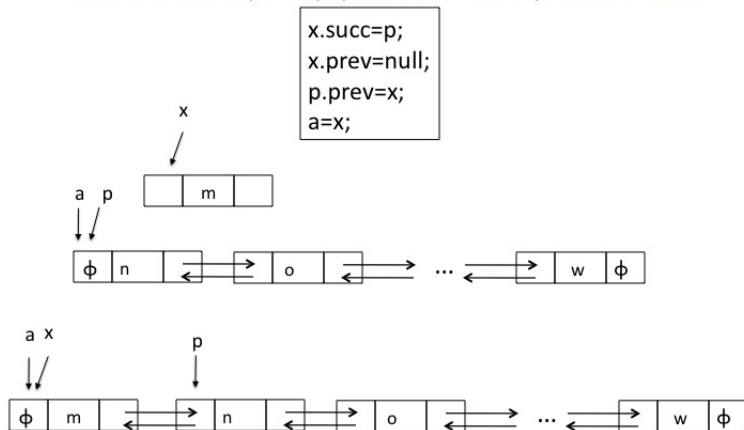 x.succ=p;
x.prev=null;
p.prev=x;
a=x;
x
m
a p
ϕ n o ... w ϕ
a x
p
ϕ m n o ... w ϕ